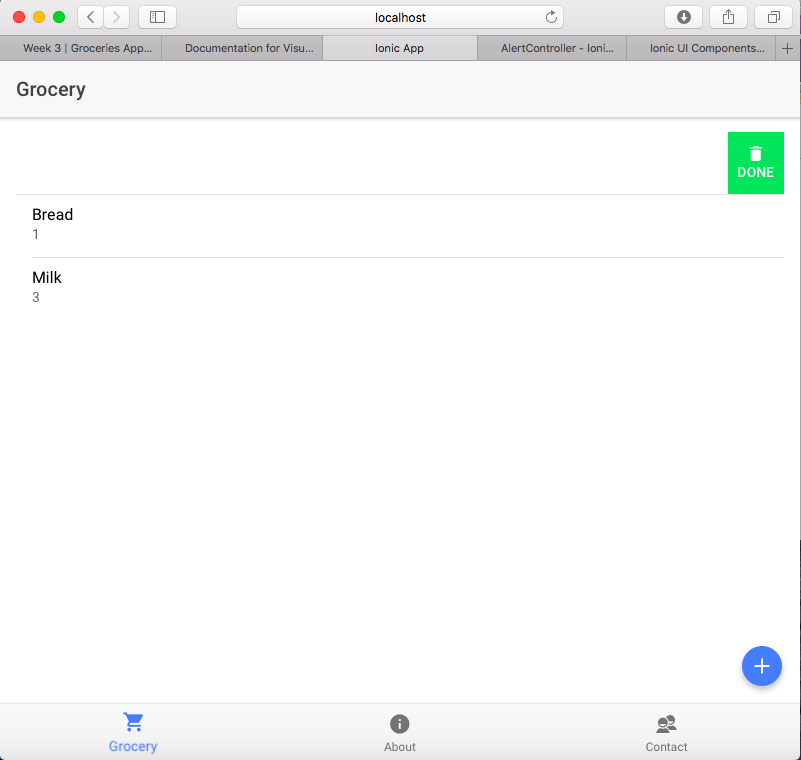 localhost
Week 3 | Groceries App...
Documentation for Visu...
Ionic App
AlertController - Ioni...
Ionic UI Components...
Grocery
DONE
Bread
1
Milk
3
Grocery
About
Contact